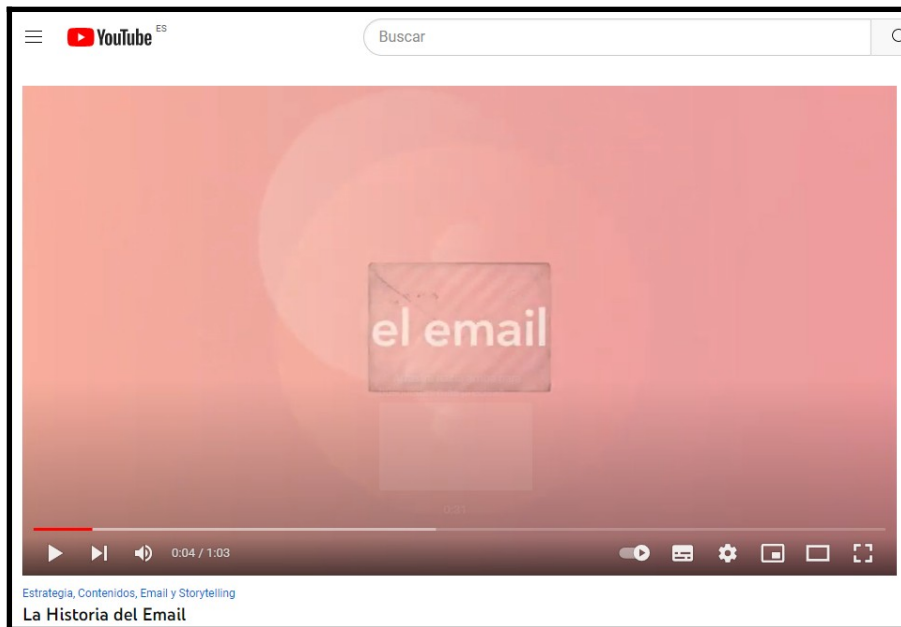 YouTube ES
Buscar
el email
0:21
0:04 / 1:03
Estrategia, Contenidos, Email y Storytelling
La Historia del Email